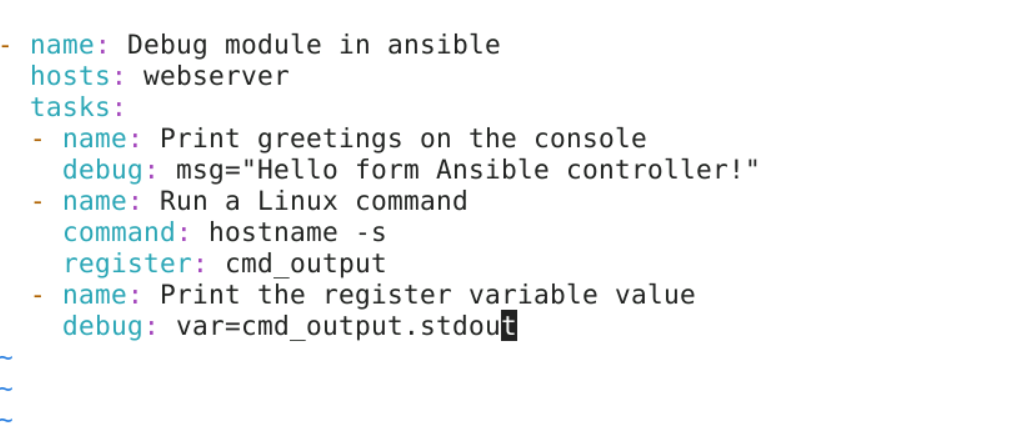 - name: Debug module in ansible
  hosts: webserver
  tasks:
  - name: Print greetings on the console
    debug: msg="Hello form Ansible controller!"
  - name: Run a Linux command
    command: hostname -s
    register: cmd_output
  - name: Print the register variable value
    debug: var=cmd_output.stdout
~
~
~